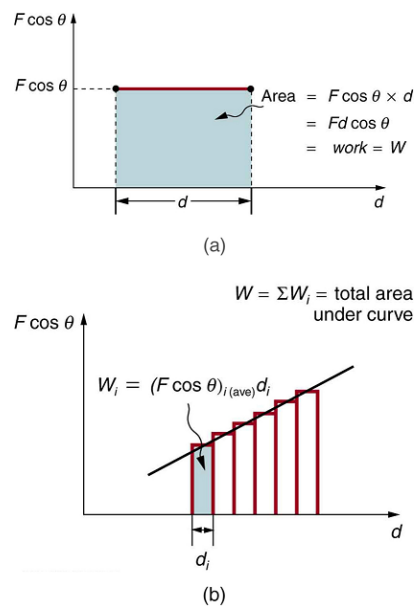 F cos θ
F cos θ
Area = F cos θ × d
= Fd cos θ
= work = W
d
d
(a)
W = ΣWᵢ = total area
under curve
F cos θ
Wᵢ = (F cos θ)ᵢ₍ₐᵥₑ₎dᵢ
dᵢ
d
(b)